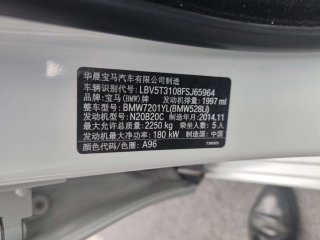 华晨宝马汽车有限公司制造
车辆识别代号: LBV5T3108FSJ65964
品牌: 宝马(BMW)牌 发动机排量: 1997 ml
整车型号: BMW7201YL(BMW528Li)
发动机型号: N20B20C 制造年月: 2014.11
最大允许总质量: 2250 kg 乘坐人数: 5 人
发动机最大净功率: 180 kW 制造国: 中国
颜色代码/色圈: A96